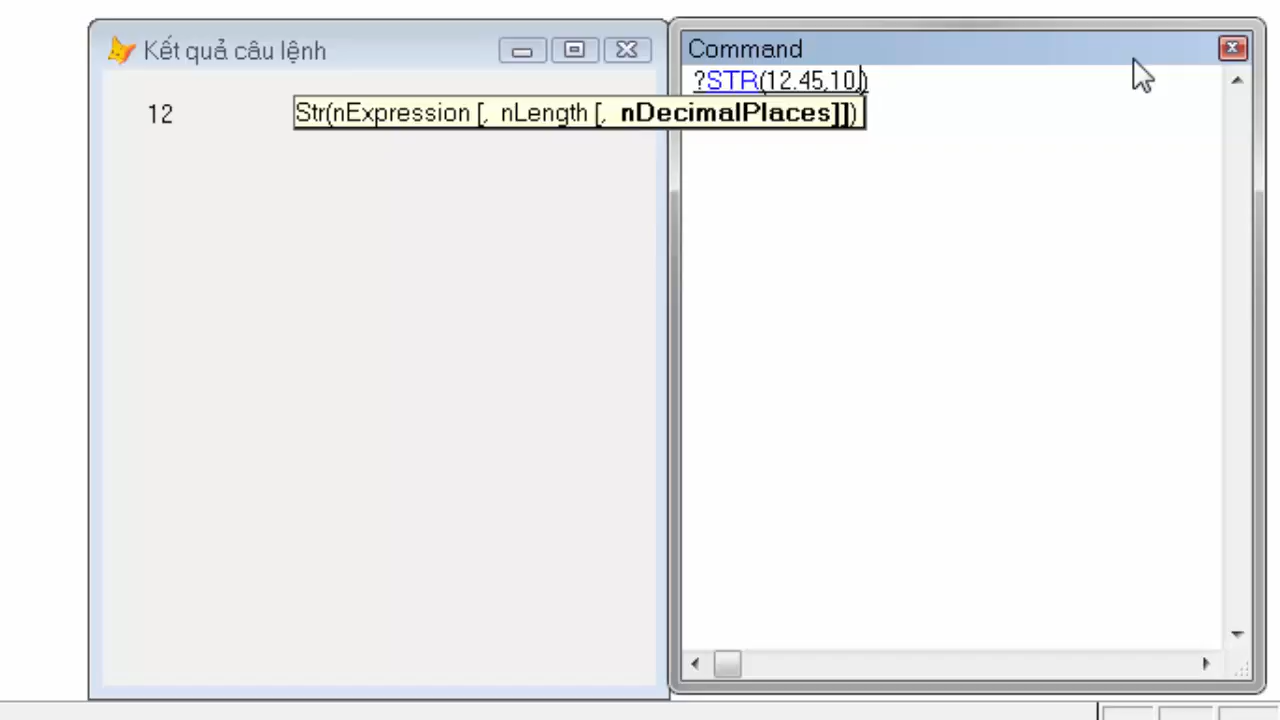 Kết quả câu lệnh
12
Command
?STR(12.45,10,)
Str(nExpression [, nLength [, nDecimalPlaces]])